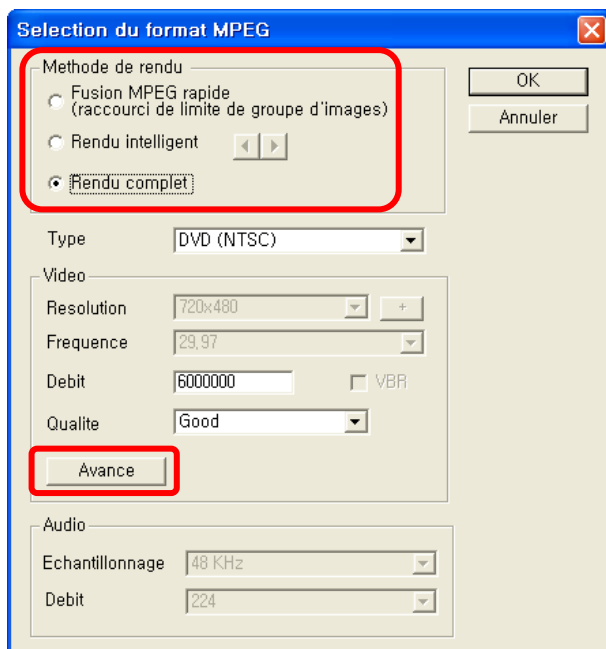 Selection du format MPEG
Methode de rendu
Fusion MPEG rapide
(raccourci de limite de groupe d'images)
Rendu intelligent
Rendu complet
OK
Annuler
Type DVD (NTSC)
Video
Resolution 720x480 +
Frequence 29,97
Debit 6000000 VBR
Qualite Good
Avance
Audio
Echantillonnage 48 KHz
Debit 224